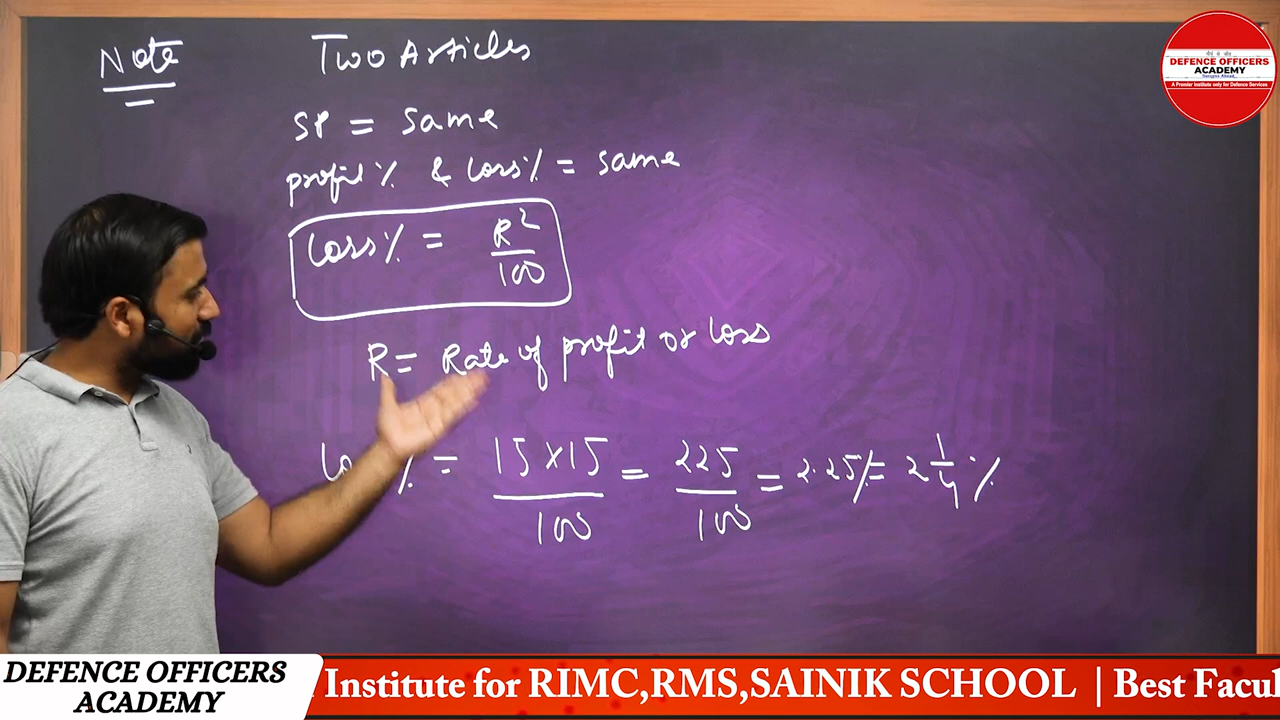 Note
Two Articles
SP = Same
profit% & Loss% = Same
Loss% = R²/100
R = Rate of profit or Loss
Lo % = 15×15/100 = 225/100 = 2.25% = 2 1/4 %
DEFENCE OFFICERS
ACADEMY
A Premier Institute only for Defence Services
DEFENCE OFFICERS
ACADEMY
Institute for RIMC,RMS,SAINIK SCHOOL | Best Facul